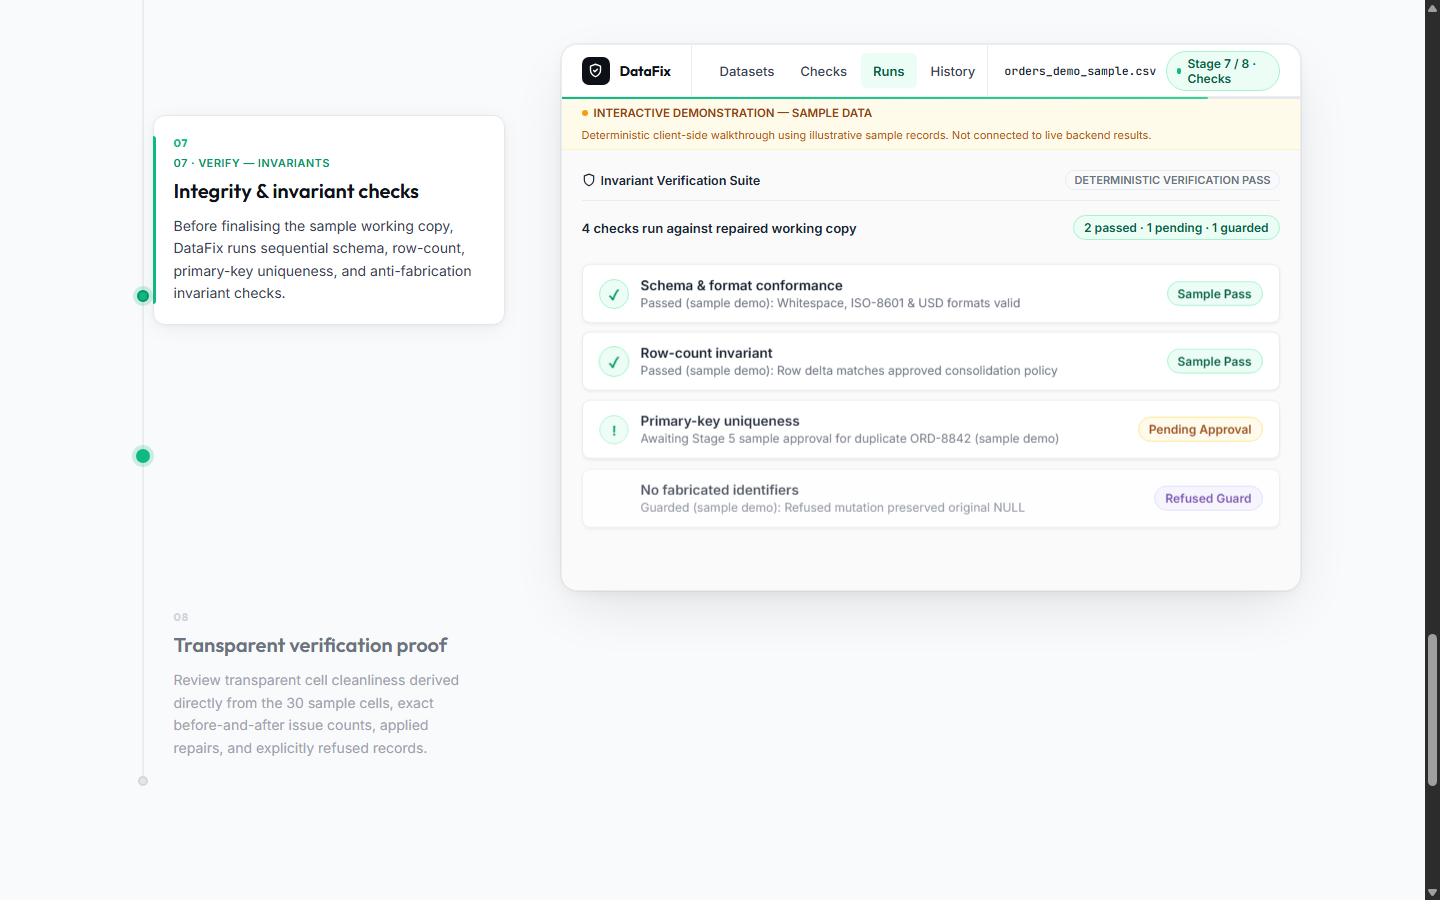 07
07 · VERIFY — INVARIANTS
Integrity & invariant checks
Before finalising the sample working copy,
DataFix runs sequential schema, row-count,
primary-key uniqueness, and anti-fabrication
invariant checks.
08
Transparent verification proof
Review transparent cell cleanliness derived
directly from the 30 sample cells, exact
before-and-after issue counts, applied
repairs, and explicitly refused records.
DataFix
Datasets
Checks
Runs
History
orders_demo_sample.csv
Stage 7 / 8 ·
Checks
INTERACTIVE DEMONSTRATION — SAMPLE DATA
Deterministic client-side walkthrough using illustrative sample records. Not connected to live backend results.
Invariant Verification Suite
DETERMINISTIC VERIFICATION PASS
4 checks run against repaired working copy
2 passed · 1 pending · 1 guarded
Schema & format conformance
Passed (sample demo): Whitespace, ISO-8601 & USD formats valid
Sample Pass
Row-count invariant
Passed (sample demo): Row delta matches approved consolidation policy
Sample Pass
!
Primary-key uniqueness
Awaiting Stage 5 sample approval for duplicate ORD-8842 (sample demo)
Pending Approval
No fabricated identifiers
Guarded (sample demo): Refused mutation preserved original NULL
Refused Guard